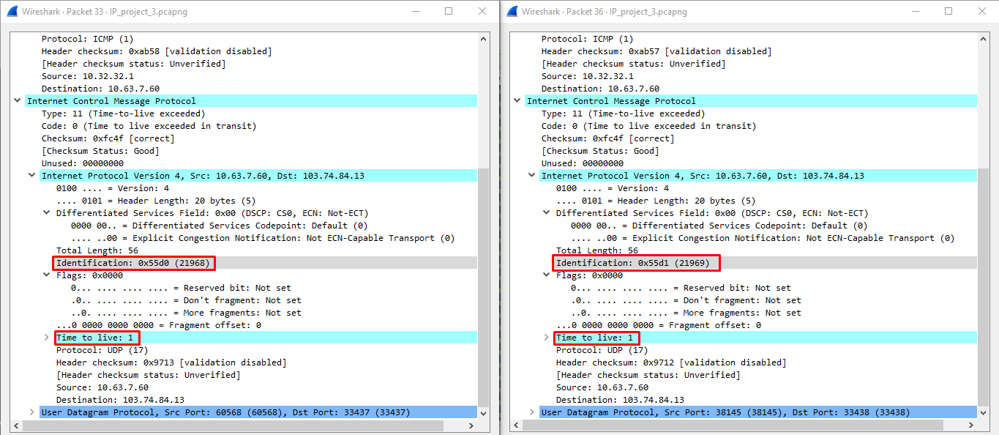 Wireshark · Packet 33 · IP_project_3.pcapng
Protocol: ICMP (1)
Header checksum: 0xab58 [validation disabled]
[Header checksum status: Unverified]
Source: 10.32.32.1
Destination: 10.63.7.60
Internet Control Message Protocol
Type: 11 (Time-to-live exceeded)
Code: 0 (Time to live exceeded in transit)
Checksum: 0xfc4f [correct]
[Checksum Status: Good]
Unused: 00000000
Internet Protocol Version 4, Src: 10.63.7.60, Dst: 103.74.84.13
0100 .... = Version: 4
.... 0101 = Header Length: 20 bytes (5)
Differentiated Services Field: 0x00 (DSCP: CS0, ECN: Not-ECT)
0000 00.. = Differentiated Services Codepoint: Default (0)
.... ..00 = Explicit Congestion Notification: Not ECN-Capable Transport (0)
Total Length: 56
Identification: 0x55d0 (21968)
Flags: 0x0000
0... .... .... .... = Reserved bit: Not set
.0.. .... .... .... = Don't fragment: Not set
..0. .... .... .... = More fragments: Not set
...0 0000 0000 0000 = Fragment offset: 0
Time to live: 1
Protocol: UDP (17)
Header checksum: 0x9713 [validation disabled]
[Header checksum status: Unverified]
Source: 10.63.7.60
Destination: 103.74.84.13
User Datagram Protocol, Src Port: 60568 (60568), Dst Port: 33437 (33437)
Wireshark · Packet 36 · IP_project_3.pcapng
Protocol: ICMP (1)
Header checksum: 0xab57 [validation disabled]
[Header checksum status: Unverified]
Source: 10.32.32.1
Destination: 10.63.7.60
Internet Control Message Protocol
Type: 11 (Time-to-live exceeded)
Code: 0 (Time to live exceeded in transit)
Checksum: 0xfc4f [correct]
[Checksum Status: Good]
Unused: 00000000
Internet Protocol Version 4, Src: 10.63.7.60, Dst: 103.74.84.13
0100 .... = Version: 4
.... 0101 = Header Length: 20 bytes (5)
Differentiated Services Field: 0x00 (DSCP: CS0, ECN: Not-ECT)
0000 00.. = Differentiated Services Codepoint: Default (0)
.... ..00 = Explicit Congestion Notification: Not ECN-Capable Transport (0)
Total Length: 56
Identification: 0x55d1 (21969)
Flags: 0x0000
0... .... .... .... = Reserved bit: Not set
.0.. .... .... .... = Don't fragment: Not set
..0. .... .... .... = More fragments: Not set
...0 0000 0000 0000 = Fragment offset: 0
Time to live: 1
Protocol: UDP (17)
Header checksum: 0x9712 [validation disabled]
[Header checksum status: Unverified]
Source: 10.63.7.60
Destination: 103.74.84.13
User Datagram Protocol, Src Port: 38145 (38145), Dst Port: 33438 (33438)